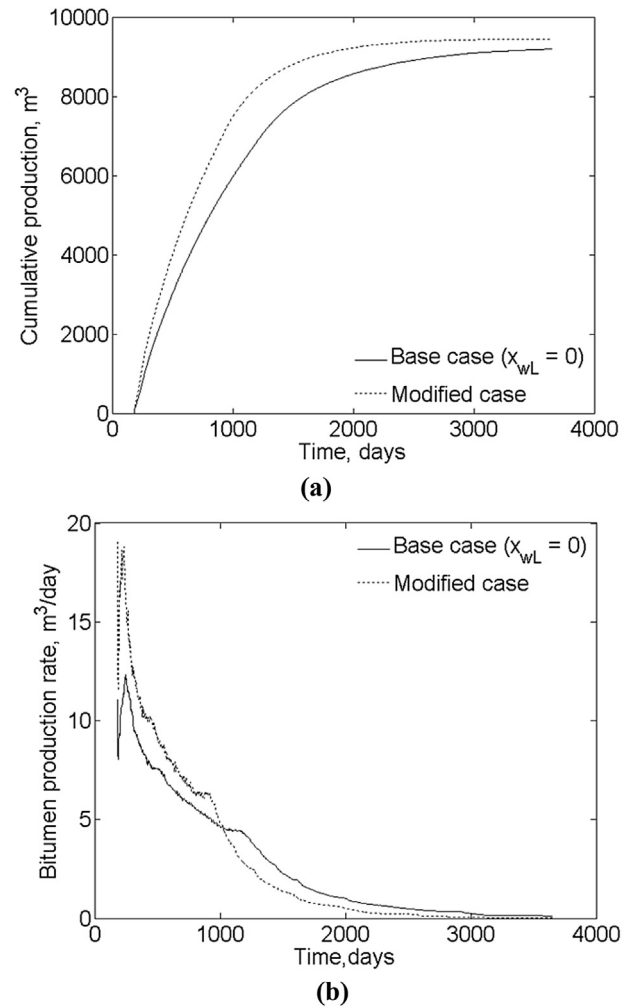 10000
8000
6000
4000
2000
0
Cumulative production, m³
Base case (x_wL = 0)
Modified case
0 1000 2000 3000 4000
Time, days
(a)
20
15
10
5
0
Bitumen production rate, m³/day
Base case (x_wL = 0)
Modified case
0 1000 2000 3000 4000
Time,days
(b)